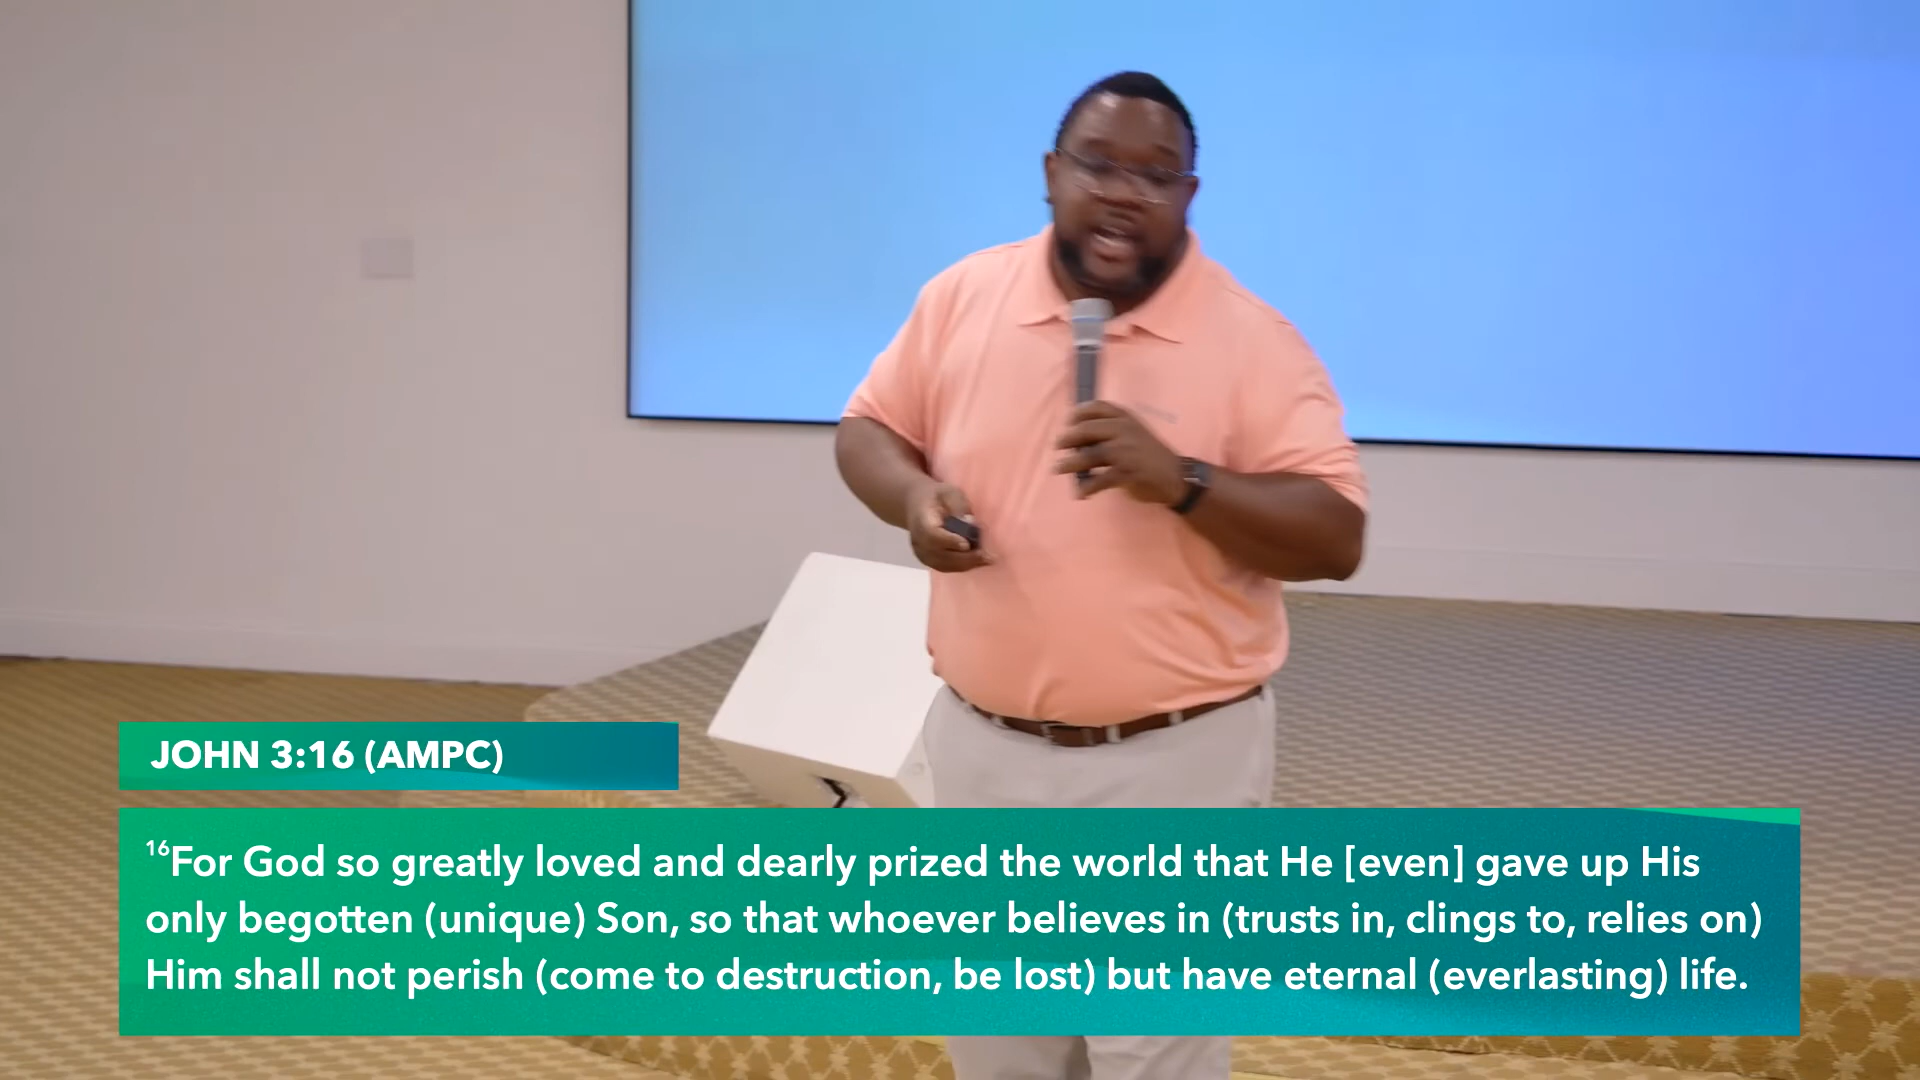 JOHN 3:16 (AMPC)
16For God so greatly loved and dearly prized the world that He [even] gave up His
only begotten (unique) Son, so that whoever believes in (trusts in, clings to, relies on)
Him shall not perish (come to destruction, be lost) but have eternal (everlasting) life.